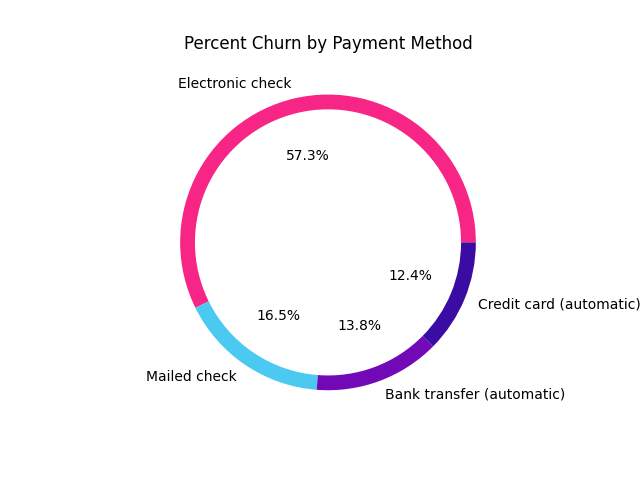 Percent Churn by Payment Method
Electronic check
57.3%
12.4%
Credit card (automatic)
16.5%
13.8%
Mailed check
Bank transfer (automatic)